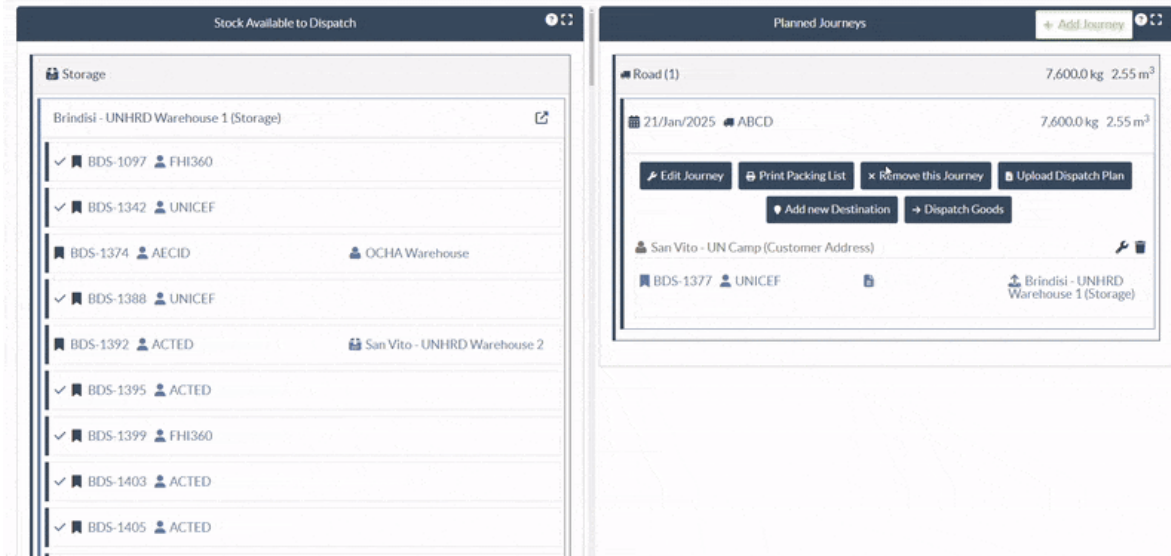 Stock Available to Dispatch
Storage
Brindisi - UNHRD Warehouse 1 (Storage)
BDS-1097 FHI360
BDS-1342 UNICEF
BDS-1374 AECID OCHA Warehouse
BDS-1388 UNICEF
BDS-1392 ACTED San Vito - UNHRD Warehouse 2
BDS-1395 ACTED
BDS-1399 FHI360
BDS-1403 ACTED
BDS-1405 ACTED
Planned Journeys
+ Add Journey
Road (1) 7,600.0 kg 2.55 m³
21/Jan/2025 ABCD 7,600.0 kg 2.55 m³
Edit Journey Print Packing List × Remove this Journey Upload Dispatch Plan
Add new Destination → Dispatch Goods
San Vito - UN Camp (Customer Address)
BDS-1377 UNICEF Brindisi - UNHRD
Warehouse 1 (Storage)